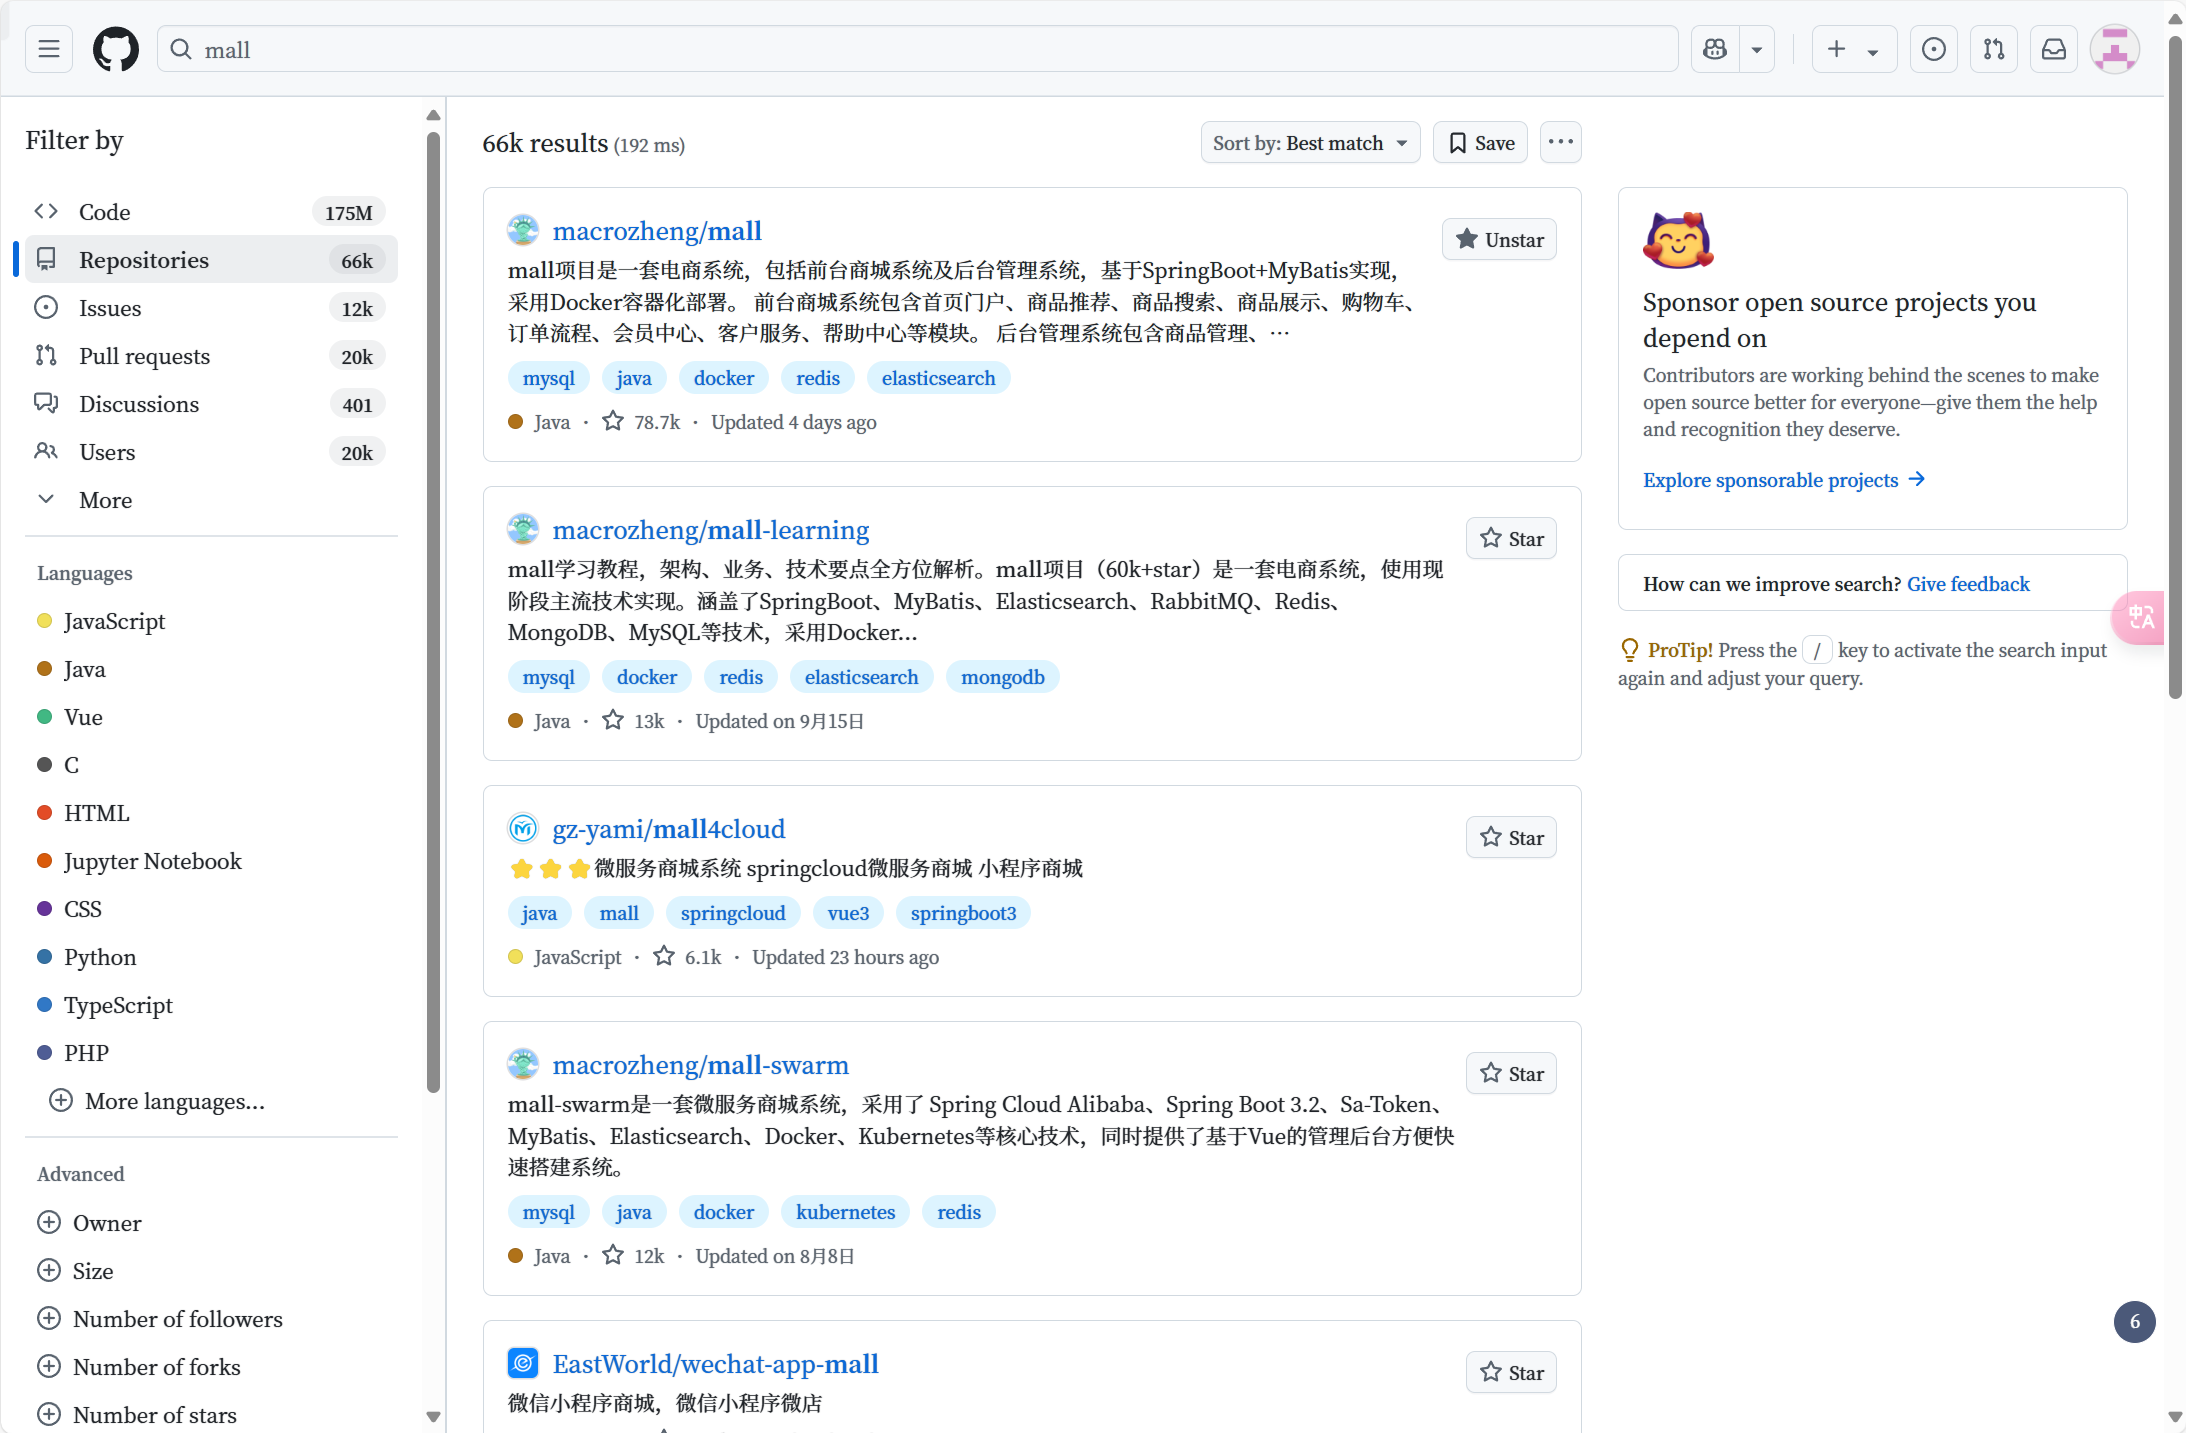 mall
Filter by
Code 175M
Repositories 66k
Issues 12k
Pull requests 20k
Discussions 401
Users 20k
More
Languages
JavaScript
Java
Vue
C
HTML
Jupyter Notebook
CSS
Python
TypeScript
PHP
More languages...
Advanced
Owner
Size
Number of followers
Number of forks
Number of stars
66k results (192 ms)
Sort by: Best match
Save
macrozheng/mall
Unstar
mall项目是一套电商系统，包括前台商城系统及后台管理系统，基于SpringBoot+MyBatis实现，
采用Docker容器化部署。 前台商城系统包含首页门户、商品推荐、商品搜索、商品展示、购物车、
订单流程、会员中心、客户服务、帮助中心等模块。 后台管理系统包含商品管理、…
mysql java docker redis elasticsearch
Java · 78.7k · Updated 4 days ago
macrozheng/mall-learning
Star
mall学习教程，架构、业务、技术要点全方位解析。mall项目（60k+star）是一套电商系统，使用现
阶段主流技术实现。涵盖了SpringBoot、MyBatis、Elasticsearch、RabbitMQ、Redis、
MongoDB、MySQL等技术，采用Docker...
mysql docker redis elasticsearch mongodb
Java · 13k · Updated on 9月15日
gz-yami/mall4cloud
Star
⭐️⭐️⭐️微服务商城系统 springcloud微服务商城 小程序商城
java mall springcloud vue3 springboot3
JavaScript · 6.1k · Updated 23 hours ago
macrozheng/mall-swarm
Star
mall-swarm是一套微服务商城系统，采用了 Spring Cloud Alibaba、Spring Boot 3.2、Sa-Token、
MyBatis、Elasticsearch、Docker、Kubernetes等核心技术，同时提供了基于Vue的管理后台方便快
速搭建系统。
mysql java docker kubernetes redis
Java · 12k · Updated on 8月8日
EastWorld/wechat-app-mall
Star
微信小程序商城，微信小程序微店
Sponsor open source projects you
depend on
Contributors are working behind the scenes to make
open source better for everyone—give them the help
and recognition they deserve.
Explore sponsorable projects →
How can we improve search? Give feedback
ProTip! Press the / key to activate the search input
again and adjust your query.
中A
6